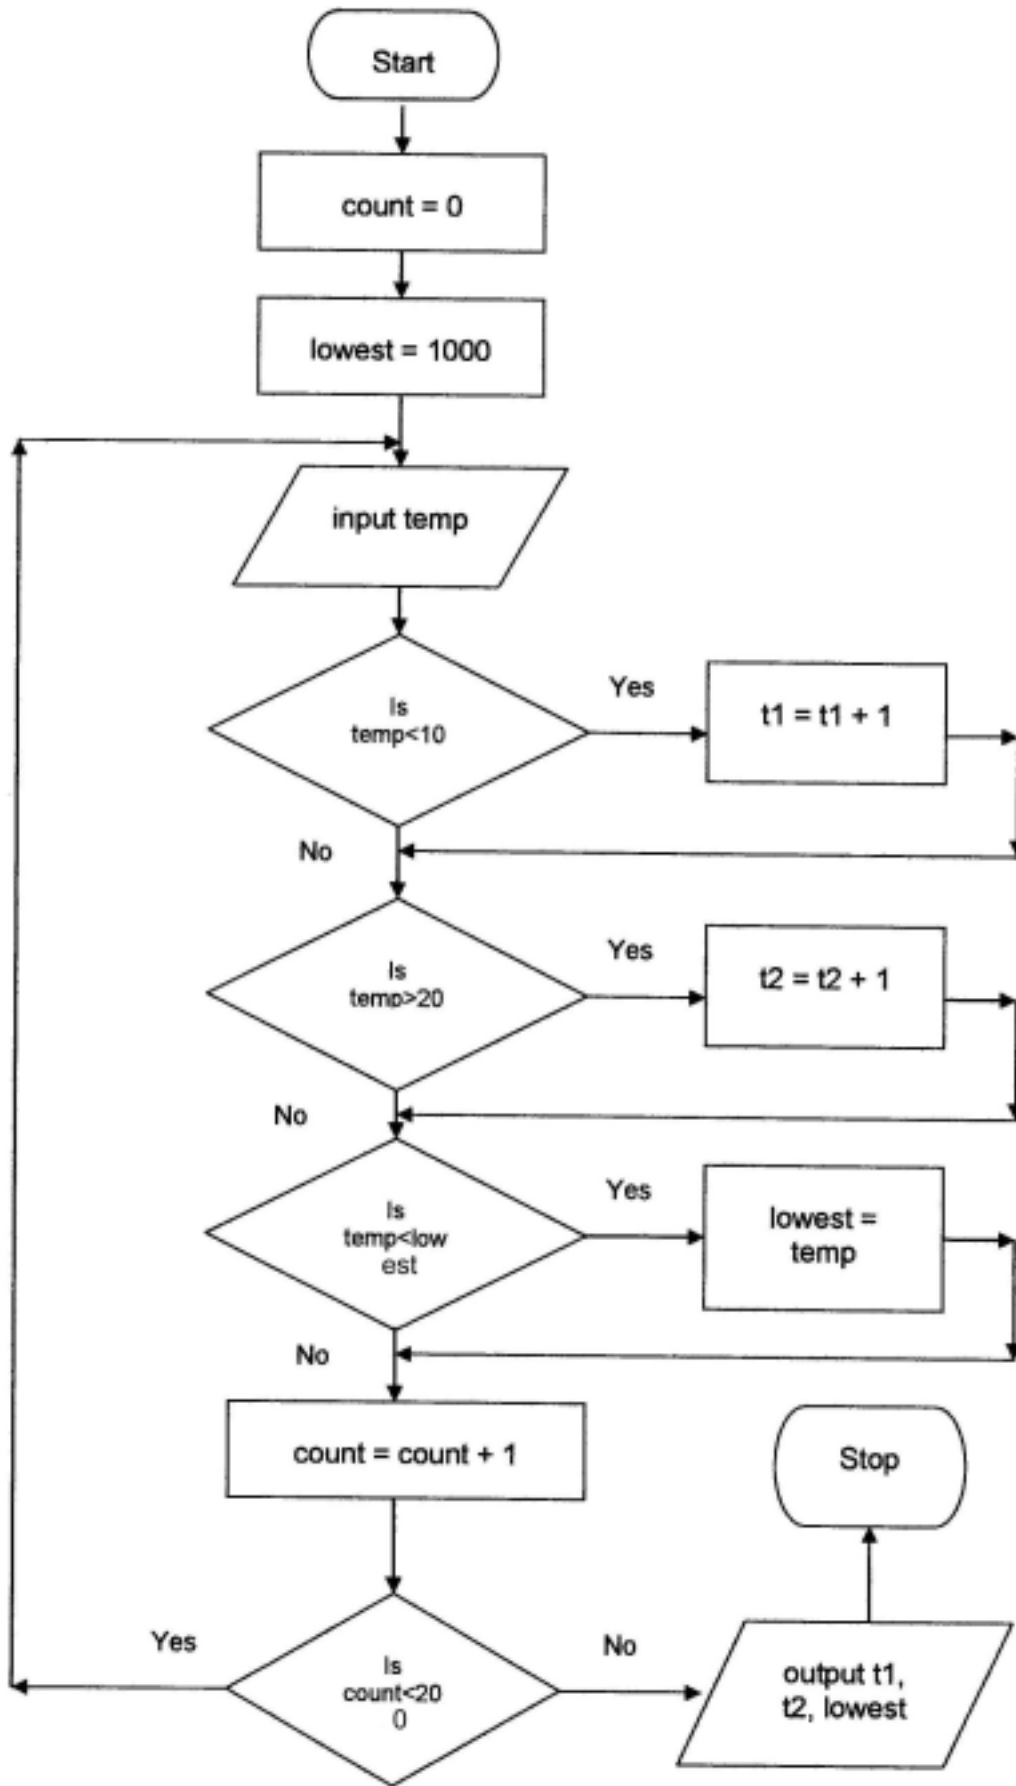 Start
count = 0
lowest = 1000
input temp
Is
temp<10
Yes
t1 = t1 + 1
No
Is
temp>20
Yes
t2 = t2 + 1
No
Is
temp<low
est
Yes
lowest =
temp
No
count = count + 1
Stop
Is
count<20
0
Yes
No
output t1,
t2, lowest